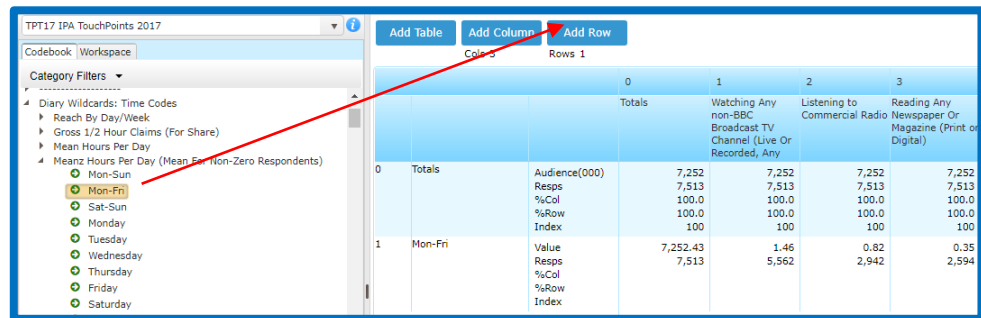 TPT17 IPA TouchPoints 2017
Codebook Workspace
Category Filters
Diary Wildcards: Time Codes
Reach By Day/Week
Gross 1/2 Hour Claims (For Share)
Mean Hours Per Day
Meanz Hours Per Day (Mean For Non-Zero Respondents)
Mon-Sun
Mon-Fri
Sat-Sun
Monday
Tuesday
Wednesday
Thursday
Friday
Saturday
Add Table Add Column Add Row
Cols 3 Rows 1
0 1 2 3
Totals Watching Any Listening to Reading Any
non-BBC Commercial Radio Newspaper Or
Broadcast TV Magazine (Print or
Channel (Live Or Digital)
Recorded, Any
0 Totals Audience(000) 7,252 7,252 7,252 7,252
Resps 7,513 7,513 7,513 7,513
%Col 100.0 100.0 100.0 100.0
%Row 100.0 100.0 100.0 100.0
Index 100 100 100 100
1 Mon-Fri Value 7,252.43 1.46 0.82 0.35
Resps 7,513 5,562 2,942 2,594
%Col
%Row
Index